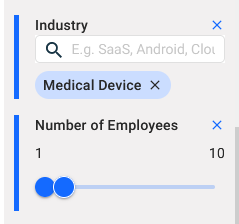 Industry
E.g. SaaS, Android, Clou
Medical Device
Number of Employees
1 10